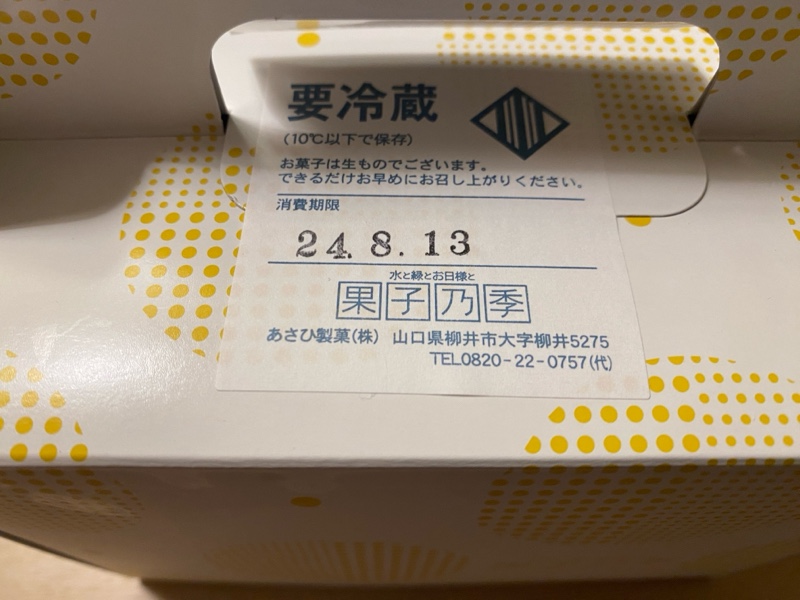 要冷蔵
(10℃以下で保存)
お菓子は生ものでございます。
できるだけお早めにお召し上がりください。
消費期限
24.8.13
水と緑とお日様と
果子乃季
あさひ製菓(株) 山口県柳井市大字柳井5275
TEL0820-22-0757(代)